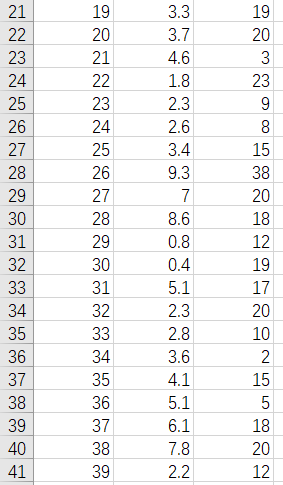 21 19 3.3 19
22 20 3.7 20
23 21 4.6 3
24 22 1.8 23
25 23 2.3 9
26 24 2.6 8
27 25 3.4 15
28 26 9.3 38
29 27 7 20
30 28 8.6 18
31 29 0.8 12
32 30 0.4 19
33 31 5.1 17
34 32 2.3 20
35 33 2.8 10
36 34 3.6 2
37 35 4.1 15
38 36 5.1 5
39 37 6.1 18
40 38 7.8 20
41 39 2.2 12